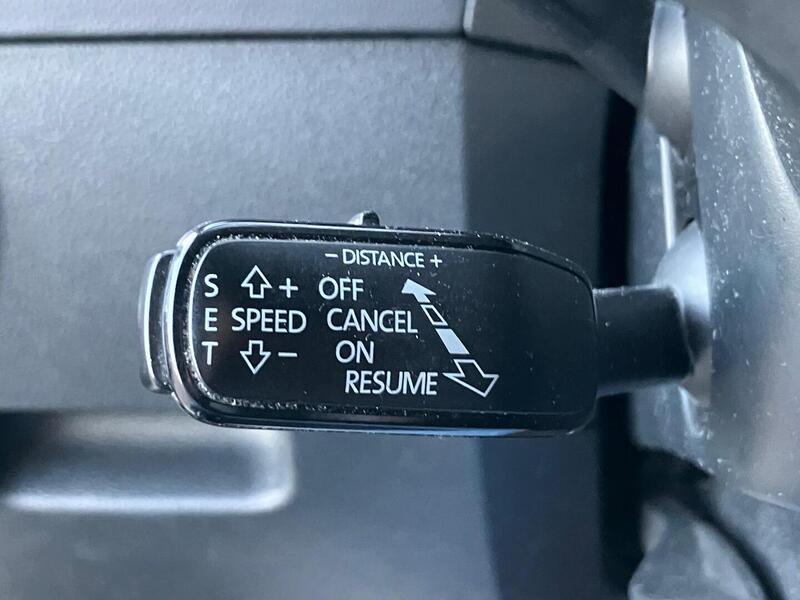 − DISTANCE +
S + OFF
E SPEED CANCEL
T − ON
RESUME